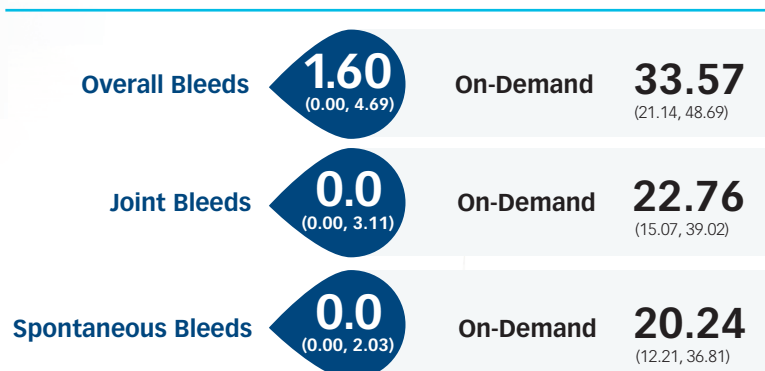 Overall Bleeds 1.60 On-Demand 33.57
(0.00, 4.69) (21.14, 48.69)
Joint Bleeds 0.0 On-Demand 22.76
(0.00, 3.11) (15.07, 39.02)
Spontaneous Bleeds 0.0 On-Demand 20.24
(0.00, 2.03) (12.21, 36.81)